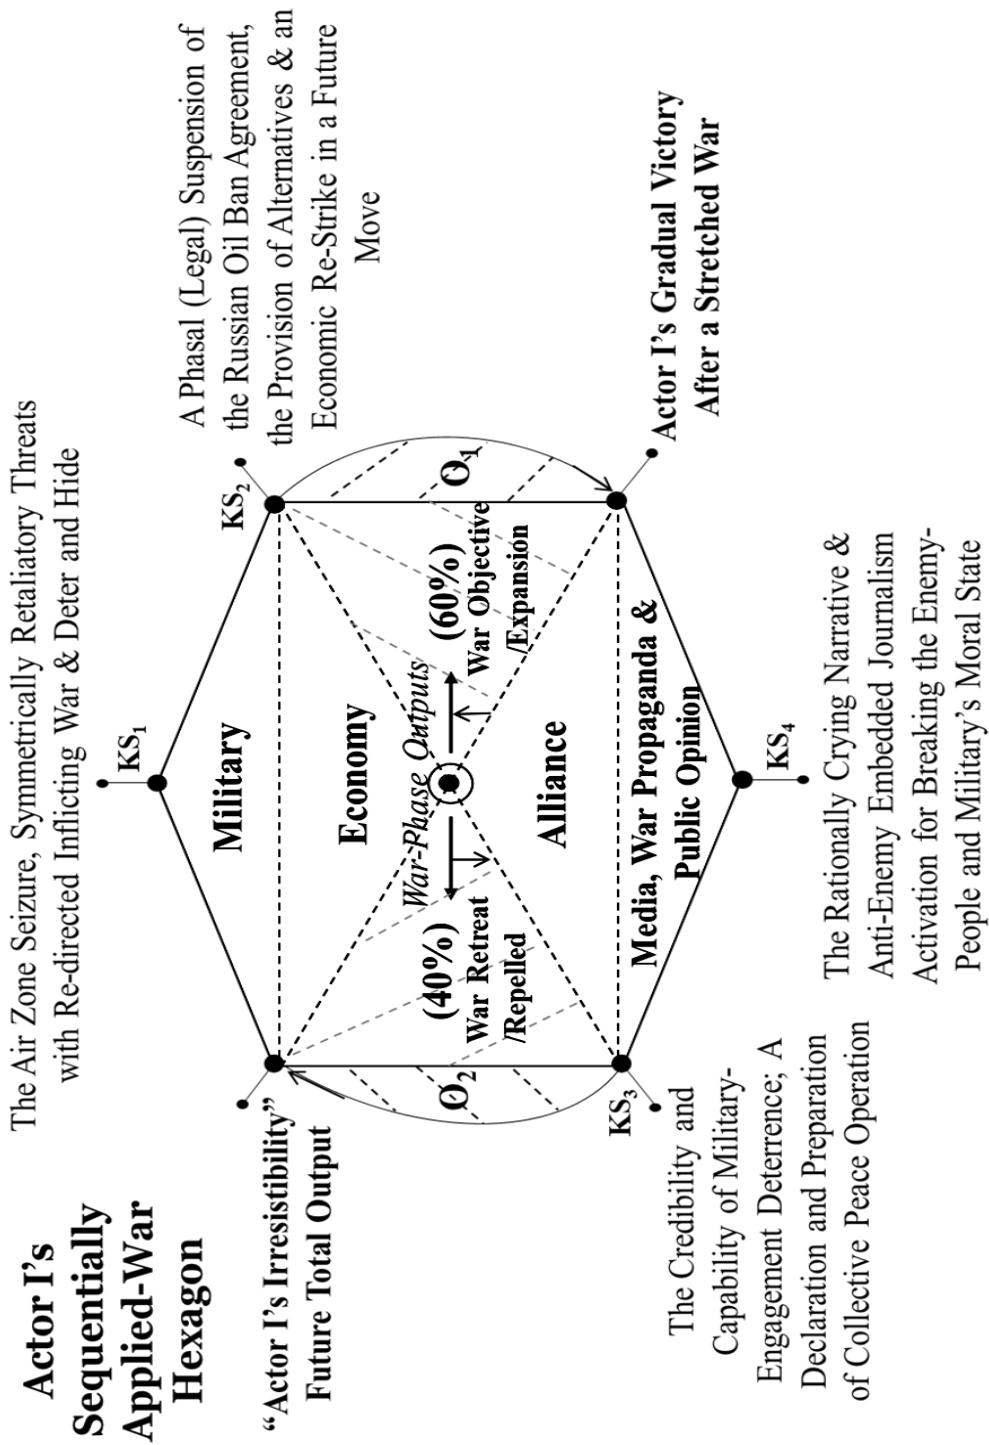 Actor I's
Sequentially
Applied-War
Hexagon
The Air Zone Seizure, Symmetrically Retaliatory Threats
with Re-directed Inflicting War & Deter and Hide
KS1
KS2
A Phasal (Legal) Suspension of
the Russian Oil Ban Agreement,
the Provision of Alternatives & an
Economic Re-Strike in a Future
Move
Military
Economy
War-Phase Outputs
"Actor I's Irresistibility"
Future Total Output
O2
(40%)
War Retreat
/Repelled
(60%)
War Objective
/Expansion
O1
Alliance
Media, War Propaganda &
Public Opinion
Actor I's Gradual Victory
After a Stretched War
KS3
The Credibility and
Capability of Military-
Engagement Deterrence; A
Declaration and Preparation
of Collective Peace Operation
KS4
The Rationally Crying Narrative &
Anti-Enemy Embedded Journalism
Activation for Breaking the Enemy-
People and Military's Moral State